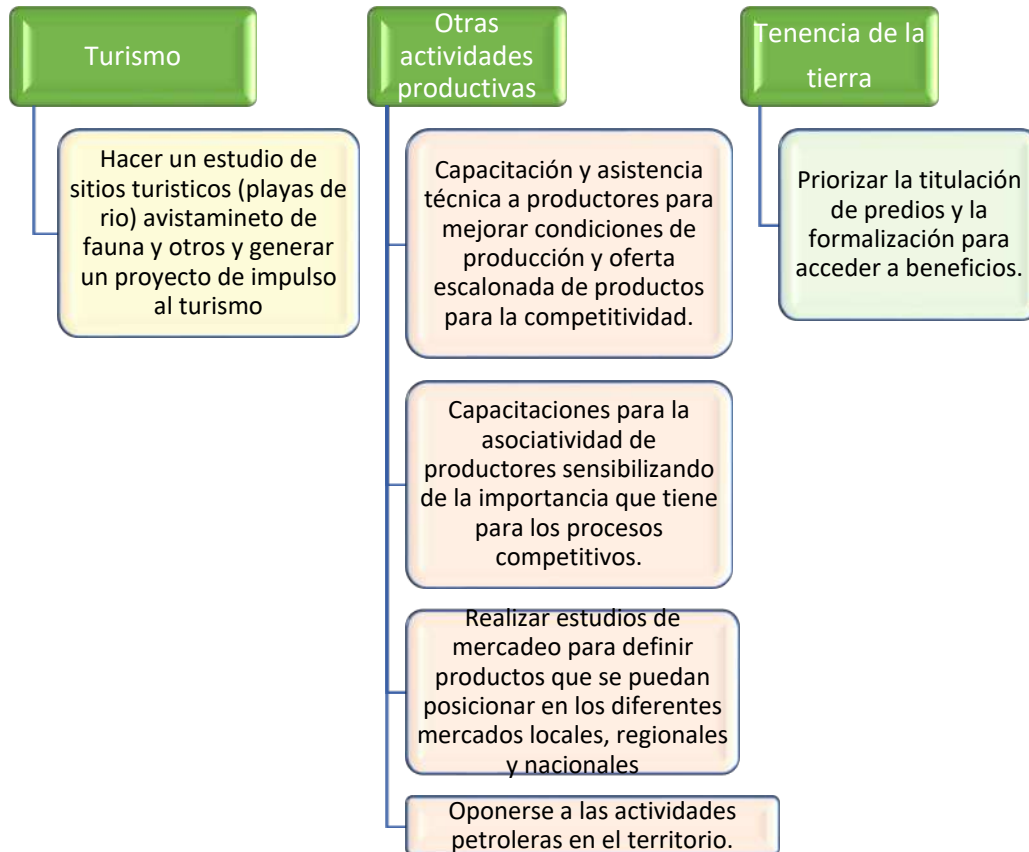 Turismo
Hacer un estudio de
sitios turisticos (playas de
rio) avistamineto de
fauna y otros y generar
un proyecto de impulso
al turismo
Otras
actividades
productivas
Capacitación y asistencia
técnica a productores para
mejorar condiciones de
producción y oferta
escalonada de productos
para la competitividad.
Capacitaciones para la
asociatividad de
productores sensibilizando
de la importancia que tiene
para los procesos
competitivos.
Realizar estudios de
mercadeo para definir
productos que se puedan
posicionar en los diferentes
mercados locales, regionales
y nacionales
Oponerse a las actividades
petroleras en el territorio.
Tenencia de la
tierra
Priorizar la titulación
de predios y la
formalización para
acceder a beneficios.